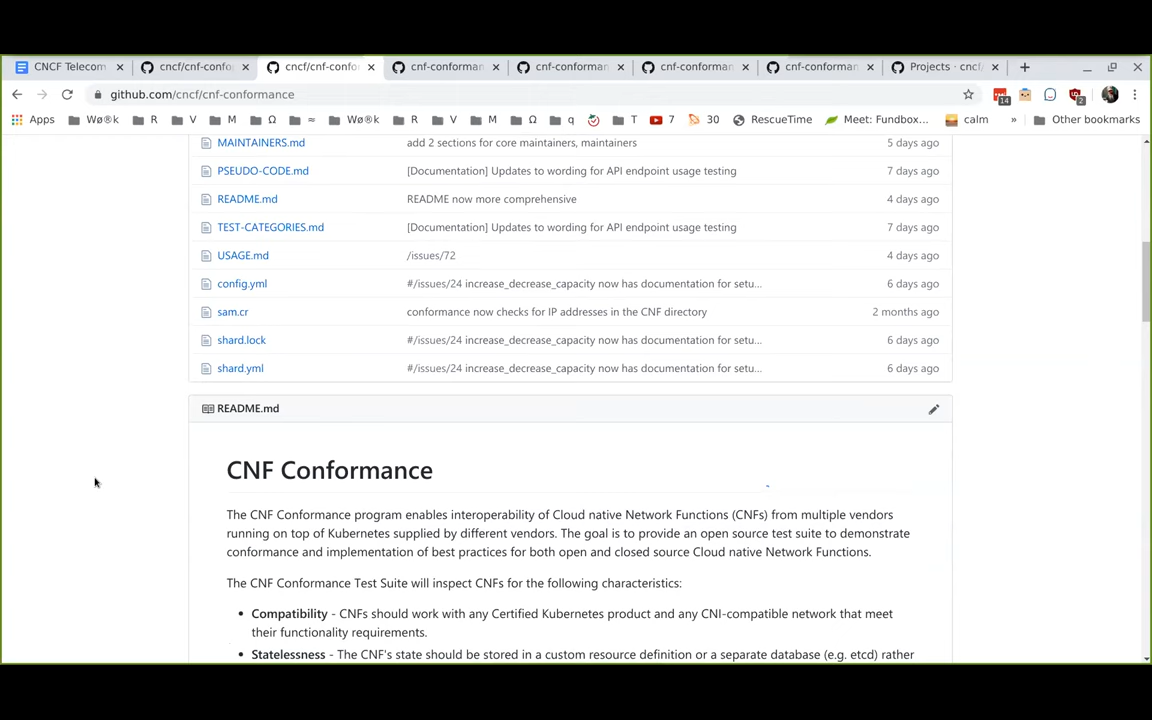 CNCF Telecom
cncf/cnf-confo
cncf/cnf-confo
cnf-conforman
cnf-conforman
cnf-conforman
cnf-conforman
Projects · cncf/
github.com/cncf/cnf-conformance
14
2
Apps Wø®k R V M Ω ≈ Wø®k R V M Ω q T 7 30 RescueTime Meet: Fundbox... calm » Other bookmarks
MAINTAINERS.md add 2 sections for core maintainers, maintainers 5 days ago
PSEUDO-CODE.md [Documentation] Updates to wording for API endpoint usage testing 7 days ago
README.md README now more comprehensive 4 days ago
TEST-CATEGORIES.md [Documentation] Updates to wording for API endpoint usage testing 7 days ago
USAGE.md /issues/72 4 days ago
config.yml #/issues/24 increase_decrease_capacity now has documentation for setu... 6 days ago
sam.cr conformance now checks for IP addresses in the CNF directory 2 months ago
shard.lock #/issues/24 increase_decrease_capacity now has documentation for setu... 6 days ago
shard.yml #/issues/24 increase_decrease_capacity now has documentation for setu... 6 days ago
README.md
CNF Conformance
The CNF Conformance program enables interoperability of Cloud native Network Functions (CNFs) from multiple vendors
running on top of Kubernetes supplied by different vendors. The goal is to provide an open source test suite to demonstrate
conformance and implementation of best practices for both open and closed source Cloud native Network Functions.
The CNF Conformance Test Suite will inspect CNFs for the following characteristics:
• Compatibility - CNFs should work with any Certified Kubernetes product and any CNI-compatible network that meet
their functionality requirements.
• Statelessness - The CNF's state should be stored in a custom resource definition or a separate database (e.g. etcd) rather